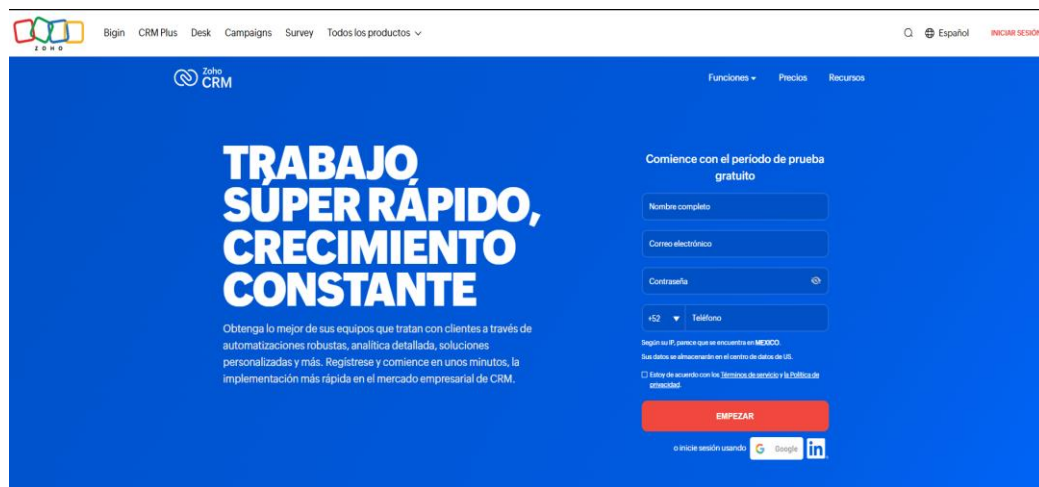 ZOHO
Bigin CRM Plus Desk Campaigns Survey Todos los productos
Español
INICIAR SESIÓN
Zoho
CRM
Funciones Precios Recursos
TRABAJO
SÚPER RÁPIDO,
CRECIMIENTO
CONSTANTE
Obtenga lo mejor de sus equipos que tratan con clientes a través de
automatizaciones robustas, analítica detallada, soluciones
personalizadas y más. Regístrese y comience en unos minutos, la
implementación más rápida en el mercado empresarial de CRM.
Comience con el período de prueba
gratuito
Nombre completo
Correo electrónico
Contraseña
+52 Teléfono
Según su IP, parece que se encuentra en MEXICO.
Sus datos se almacenarán en el centro de datos de US.
Estoy de acuerdo con los Términos de servicio y la Política de
privacidad.
EMPEZAR
o inicie sesión usando G Google in